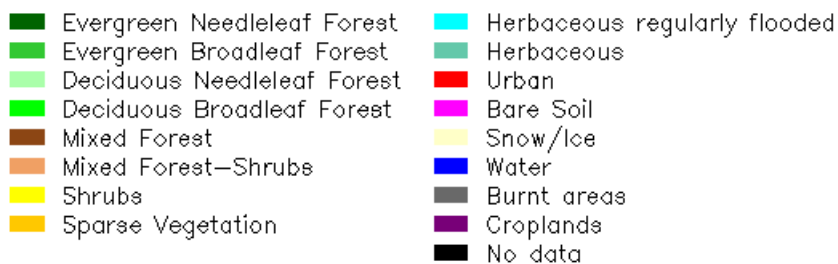 Evergreen Needleleaf Forest
Evergreen Broadleaf Forest
Deciduous Needleleaf Forest
Deciduous Broadleaf Forest
Mixed Forest
Mixed Forest-Shrubs
Shrubs
Sparse Vegetation
Herbaceous regularly flooded
Herbaceous
Urban
Bare Soil
Snow/Ice
Water
Burnt areas
Croplands
No data